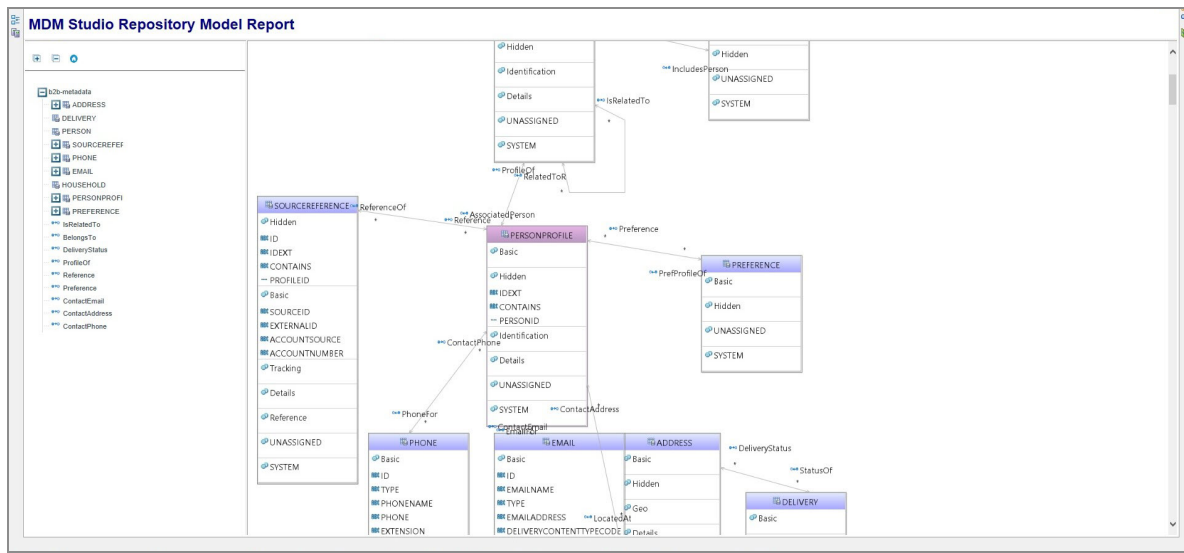 MDM Studio Repository Model Report
b2b-metadata
ADDRESS
DELIVERY
PERSON
SOURCEREFEF
PHONE
EMAIL
HOUSEHOLD
PERSONPROFI
PREFERENCE
IsRelatedTo
BelongsTo
DeliveryStatus
ProfileOf
Reference
Preference
ContactEmail
ContactAddress
ContactPhone
Hidden
Identification
Details
UNASSIGNED
SYSTEM
IsRelatedTo
*
IncludesPerson
*
Hidden
UNASSIGNED
SYSTEM
ProfileOf
RelatedToR
*
AssociatedPerson
*
SOURCEREFERENCE
Hidden
ID
IDEXT
CONTAINS
PROFILEID
Basic
SOURCEID
EXTERNALID
ACCOUNTSOURCE
ACCOUNTNUMBER
Tracking
Details
Reference
UNASSIGNED
SYSTEM
ReferenceOf
*
Reference
*
PERSONPROFILE
Basic
Hidden
IDEXT
CONTAINS
PERSONID
Identification
Details
UNASSIGNED
SYSTEM
Preference
*
PrefProfileOf
*
PREFERENCE
Basic
Hidden
UNASSIGNED
SYSTEM
ContactPhone
*
PhoneFor
*
ContactAddress
*
ContactEmail
EmailFor
PHONE
Basic
ID
TYPE
PHONENAME
PHONE
EXTENSION
EMAIL
Basic
ID
EMAILNAME
TYPE
EMAILADDRESS
DELIVERYCONTENTTYPECODE
LocatedAt
ADDRESS
Basic
Hidden
Geo
Details
DeliveryStatus
*
StatusOf
*
DELIVERY
Basic